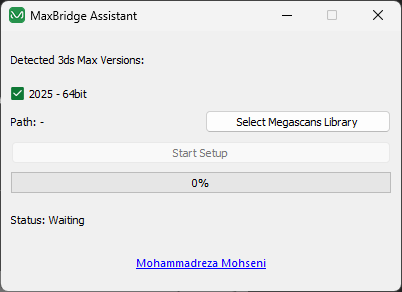 MaxBridge Assistant
Detected 3ds Max Versions:
2025 - 64bit
Path: - Select Megascans Library
Start Setup
0%
Status: Waiting
Mohammadreza Mohseni